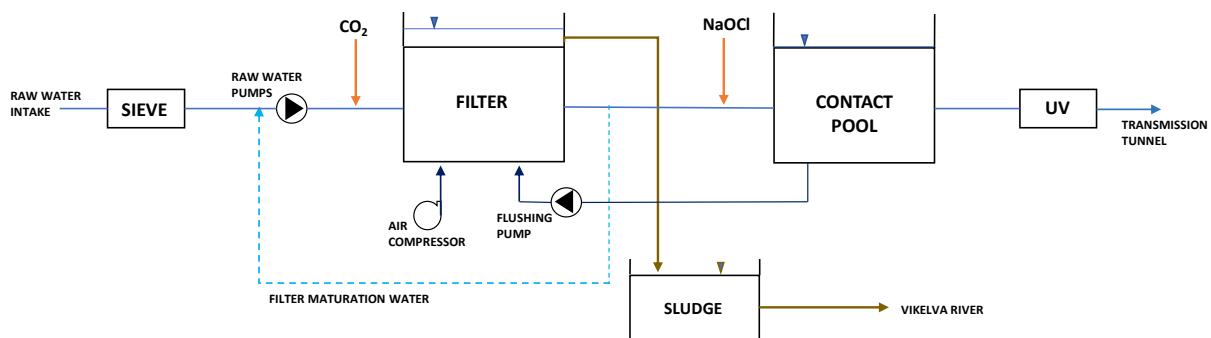 CO₂
NaOCl
RAW WATER
PUMPS
RAW WATER
INTAKE
SIEVE
FILTER
CONTACT
POOL
UV
TRANSMISSION
TUNNEL
AIR
COMPRESSOR
FLUSHING
PUMP
FILTER MATURATION WATER
SLUDGE
VIKELVA RIVER